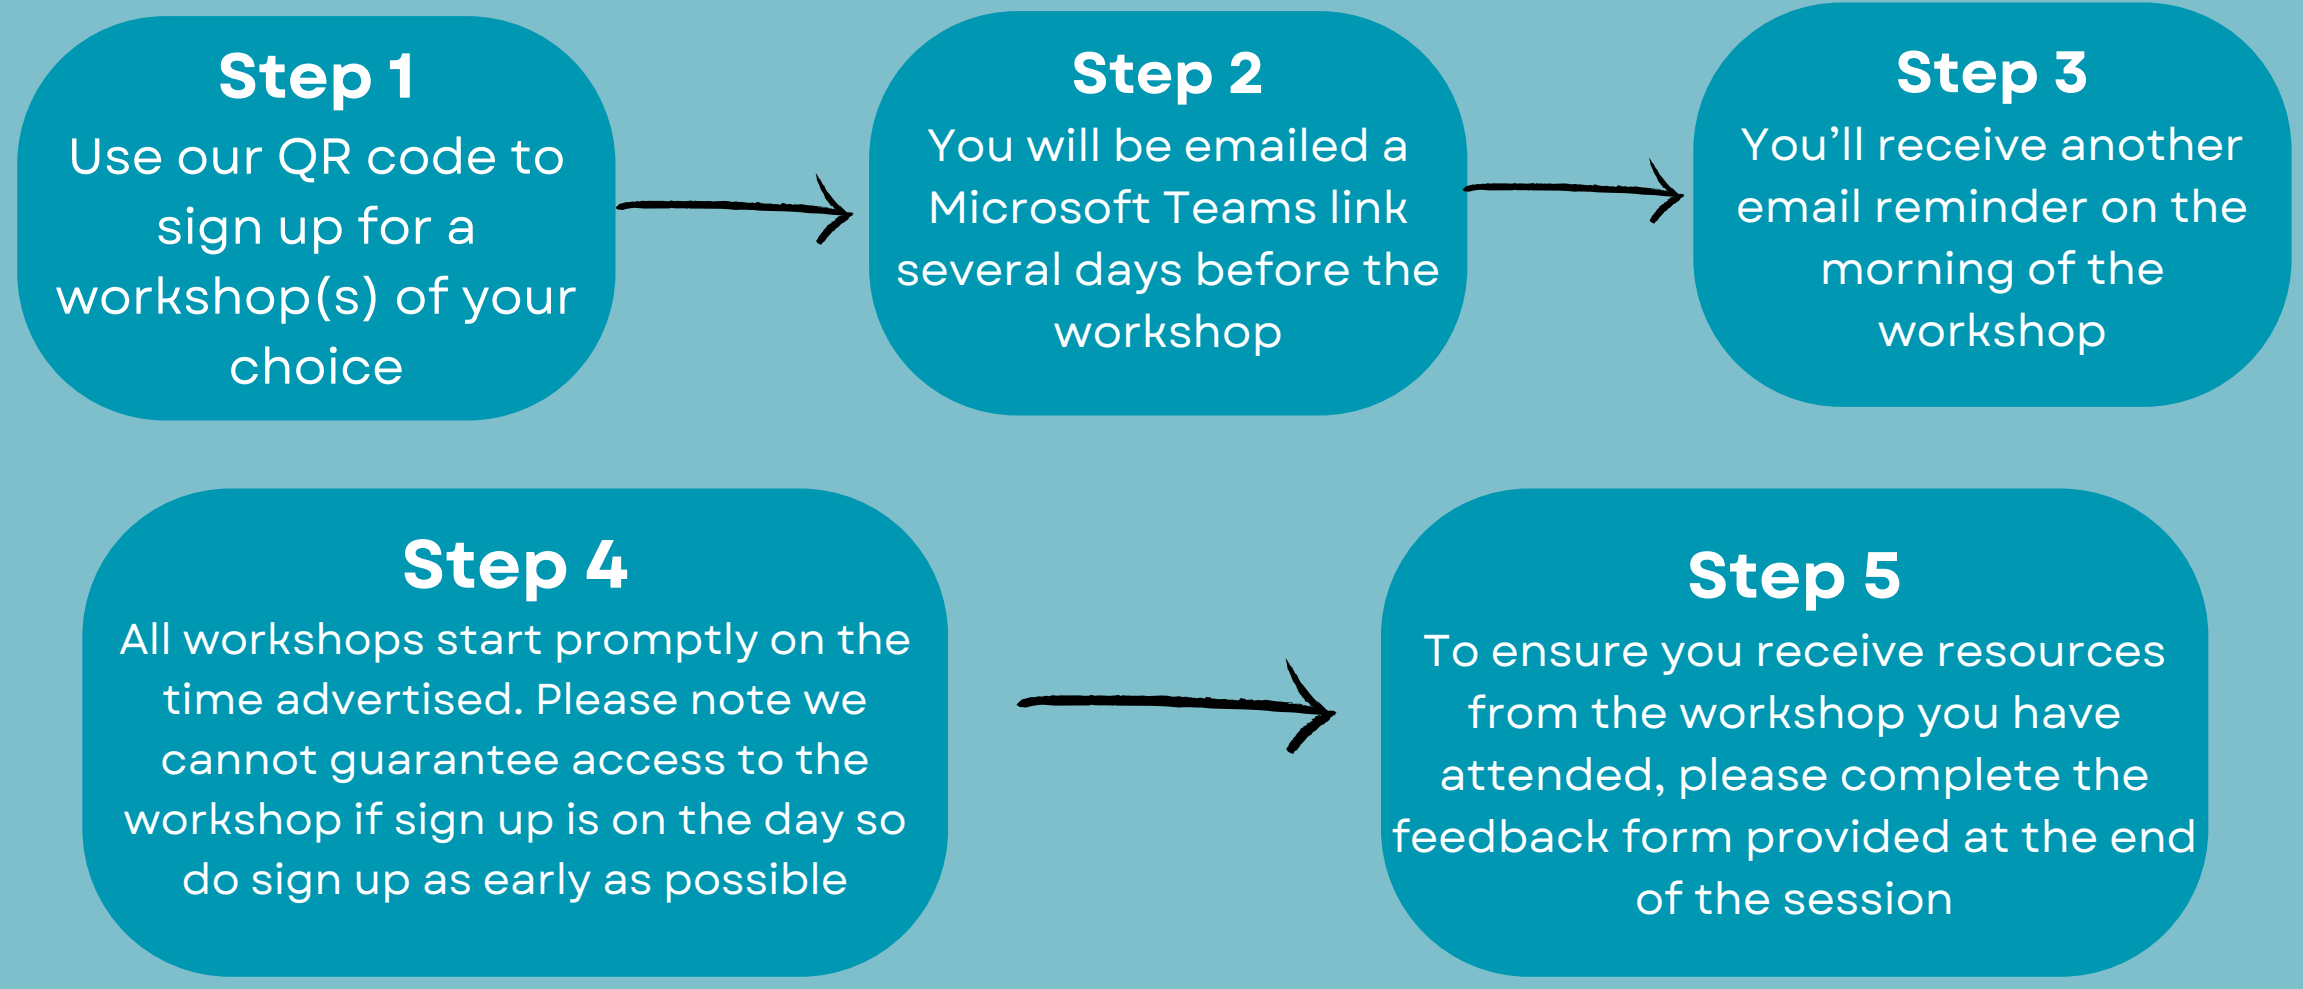 Step 1
Use our QR code to
sign up for a
workshop(s) of your
choice
Step 2
You will be emailed a
Microsoft Teams link
several days before the
workshop
Step 3
You’ll receive another
email reminder on the
morning of the
workshop
Step 4
All workshops start promptly on the
time advertised. Please note we
cannot guarantee access to the
workshop if sign up is on the day so
do sign up as early as possible
Step 5
To ensure you receive resources
from the workshop you have
attended, please complete the
feedback form provided at the end
of the session